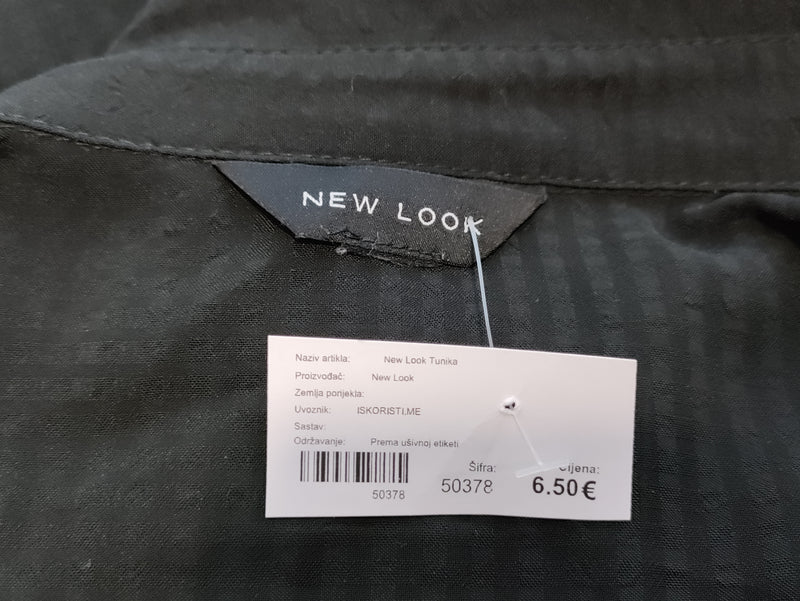 NEW LOOK
Naziv artikla: New Look Tunika
Proizvođač: New Look
Zemlja porijekla:
Uvoznik: ISKORISTI.ME
Sastav:
Održavanje: Prema ušivnoj etiketi
50378
Šifra: Cijena:
50378 6.50€